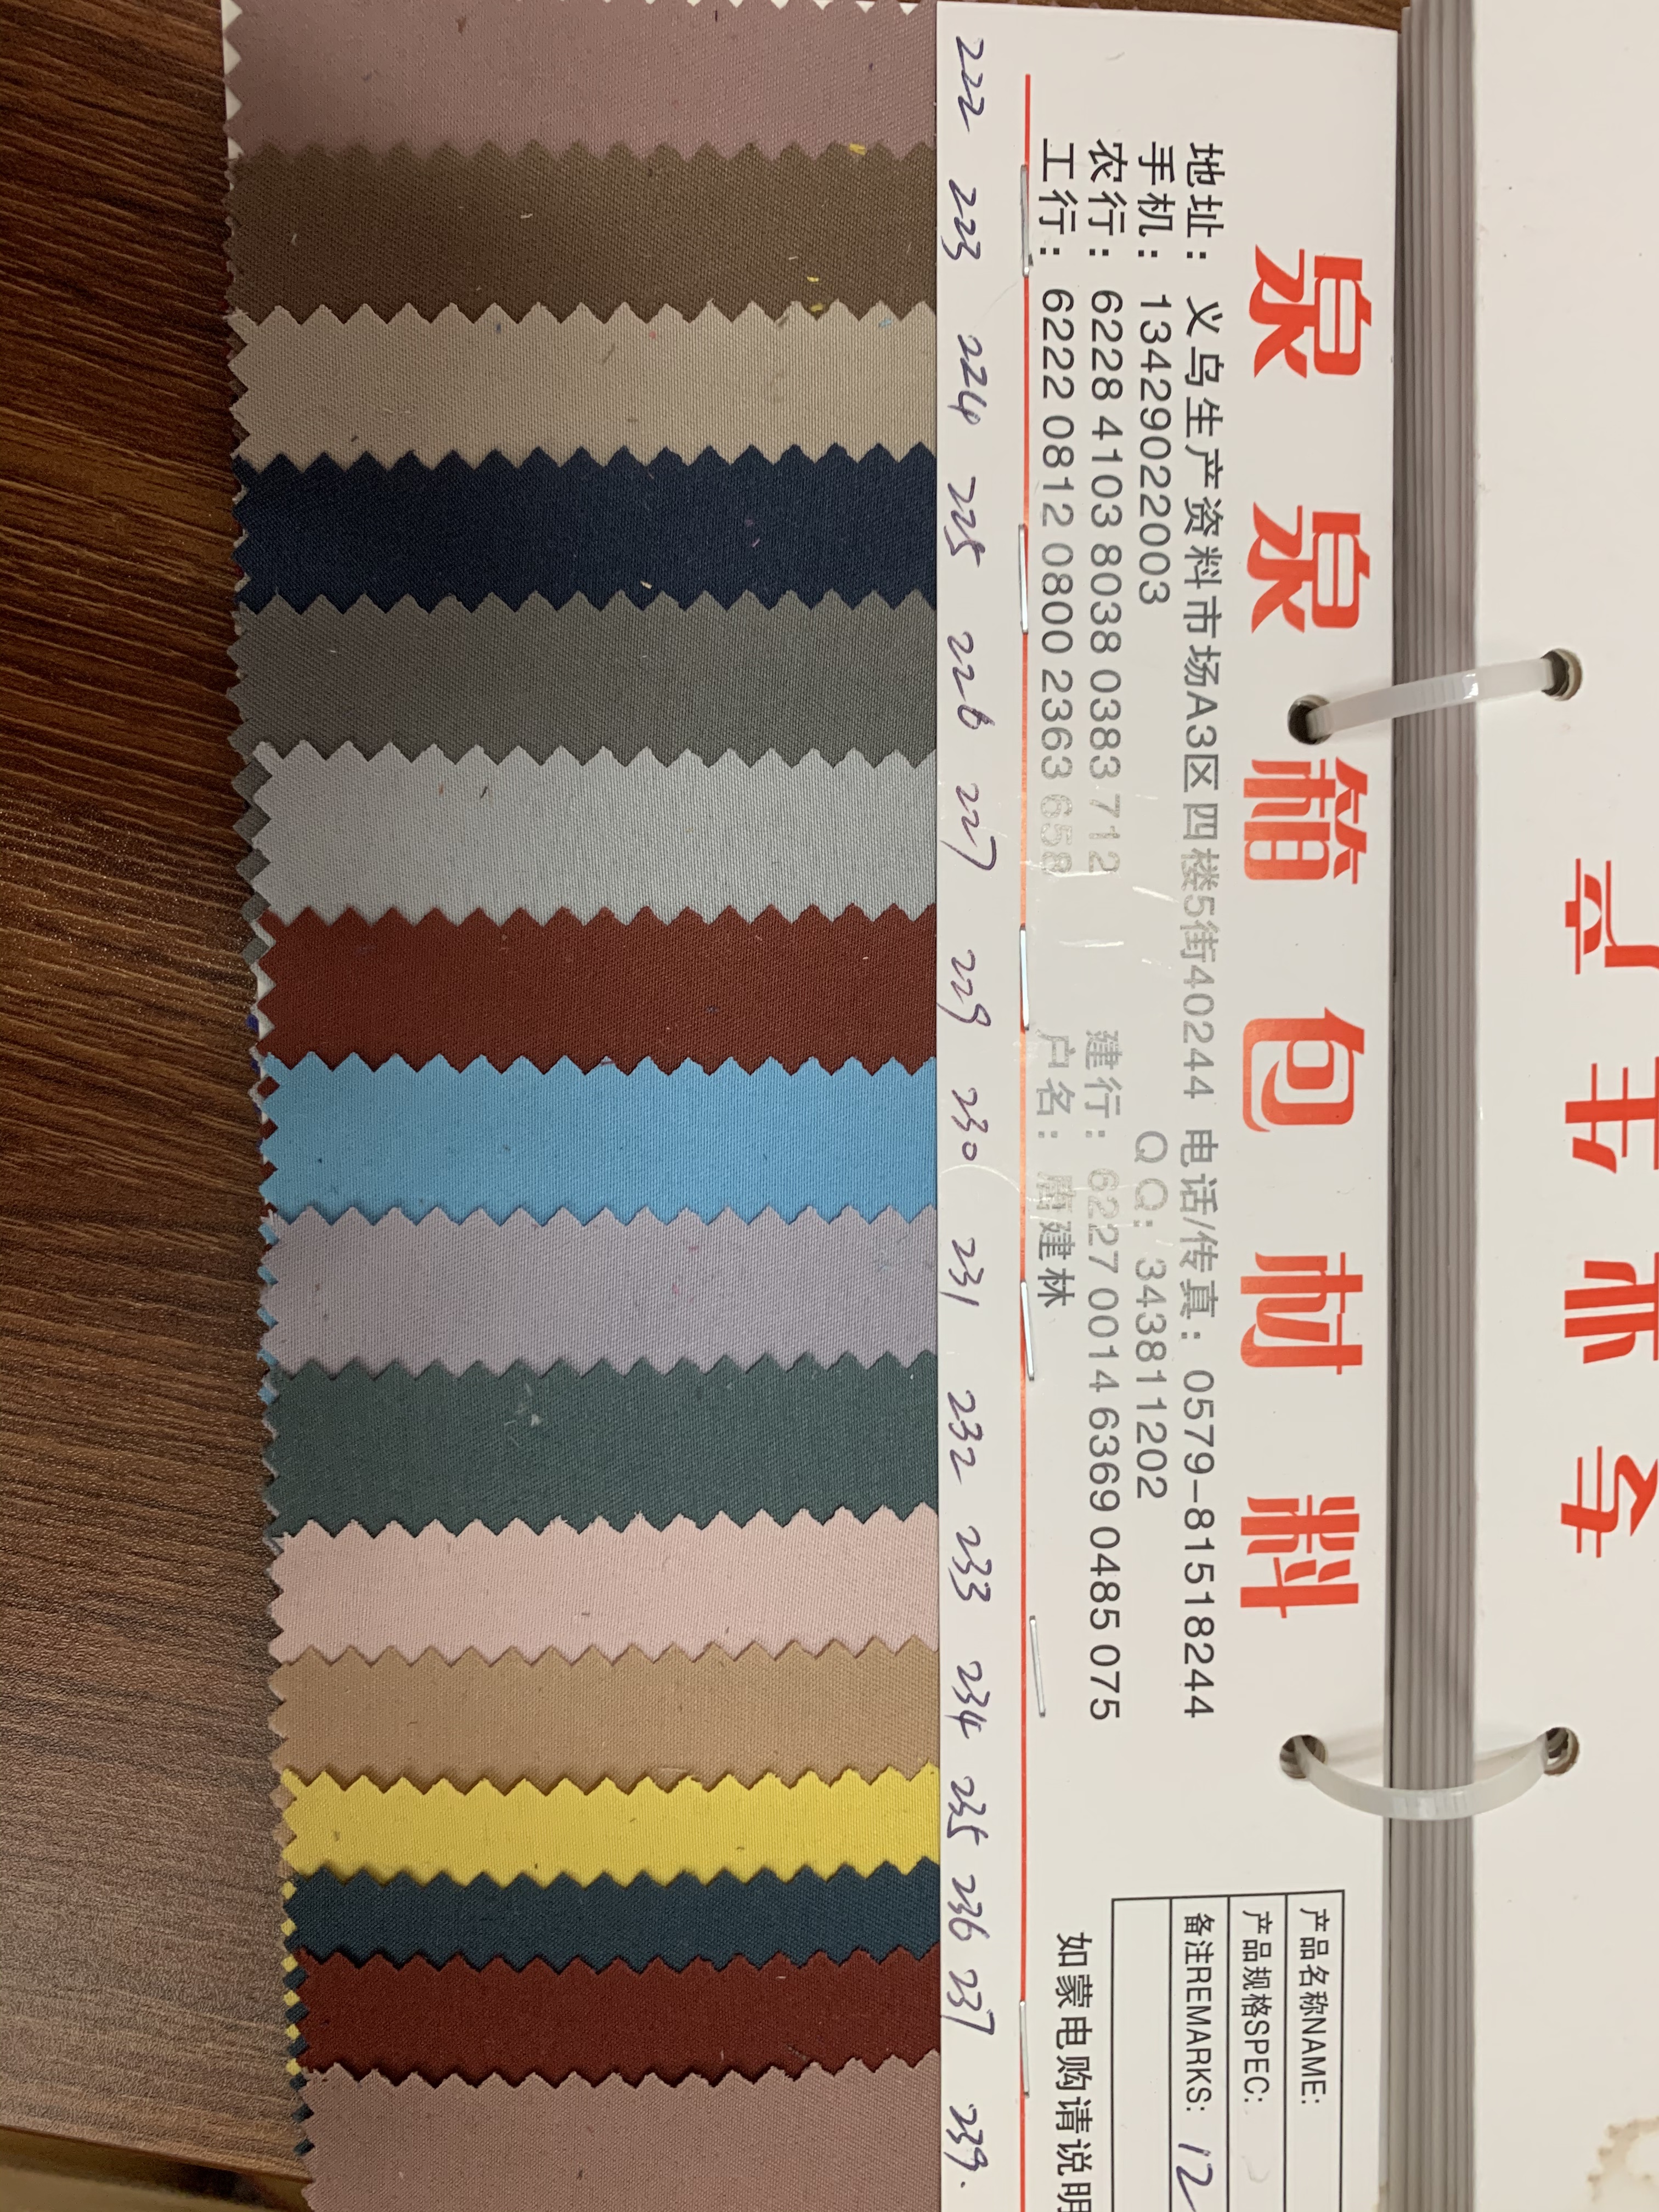 泉泉箱包材料
地址：义乌生产资料市场A3区四楼5街40244 电话/传真：0579-81518244
手机：13429022003 QQ：343811202
农行：6228 4103 8038 0383 712 建行：6227 0014 6369 0485 075
工行：6222 0812 0800 2363 658 户名：建林
产品名称NAME:
产品规格SPEC:
备注REMARKS: 12
如蒙电购请说明
222
223
224
225
226
227
229
230
231
232
233
234
235
236
237
239.